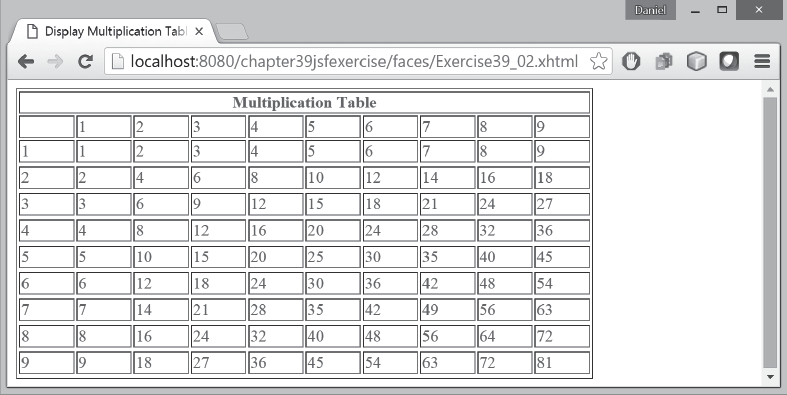 Daniel
Display Multiplication Tabl
localhost:8080/chapter39jsfexercise/faces/Exercise39_02.xhtml
Multiplication Table
1 2 3 4 5 6 7 8 9
1 1 2 3 4 5 6 7 8 9
2 2 4 6 8 10 12 14 16 18
3 3 6 9 12 15 18 21 24 27
4 4 8 12 16 20 24 28 32 36
5 5 10 15 20 25 30 35 40 45
6 6 12 18 24 30 36 42 48 54
7 7 14 21 28 35 42 49 56 63
8 8 16 24 32 40 48 56 64 72
9 9 18 27 36 45 54 63 72 81